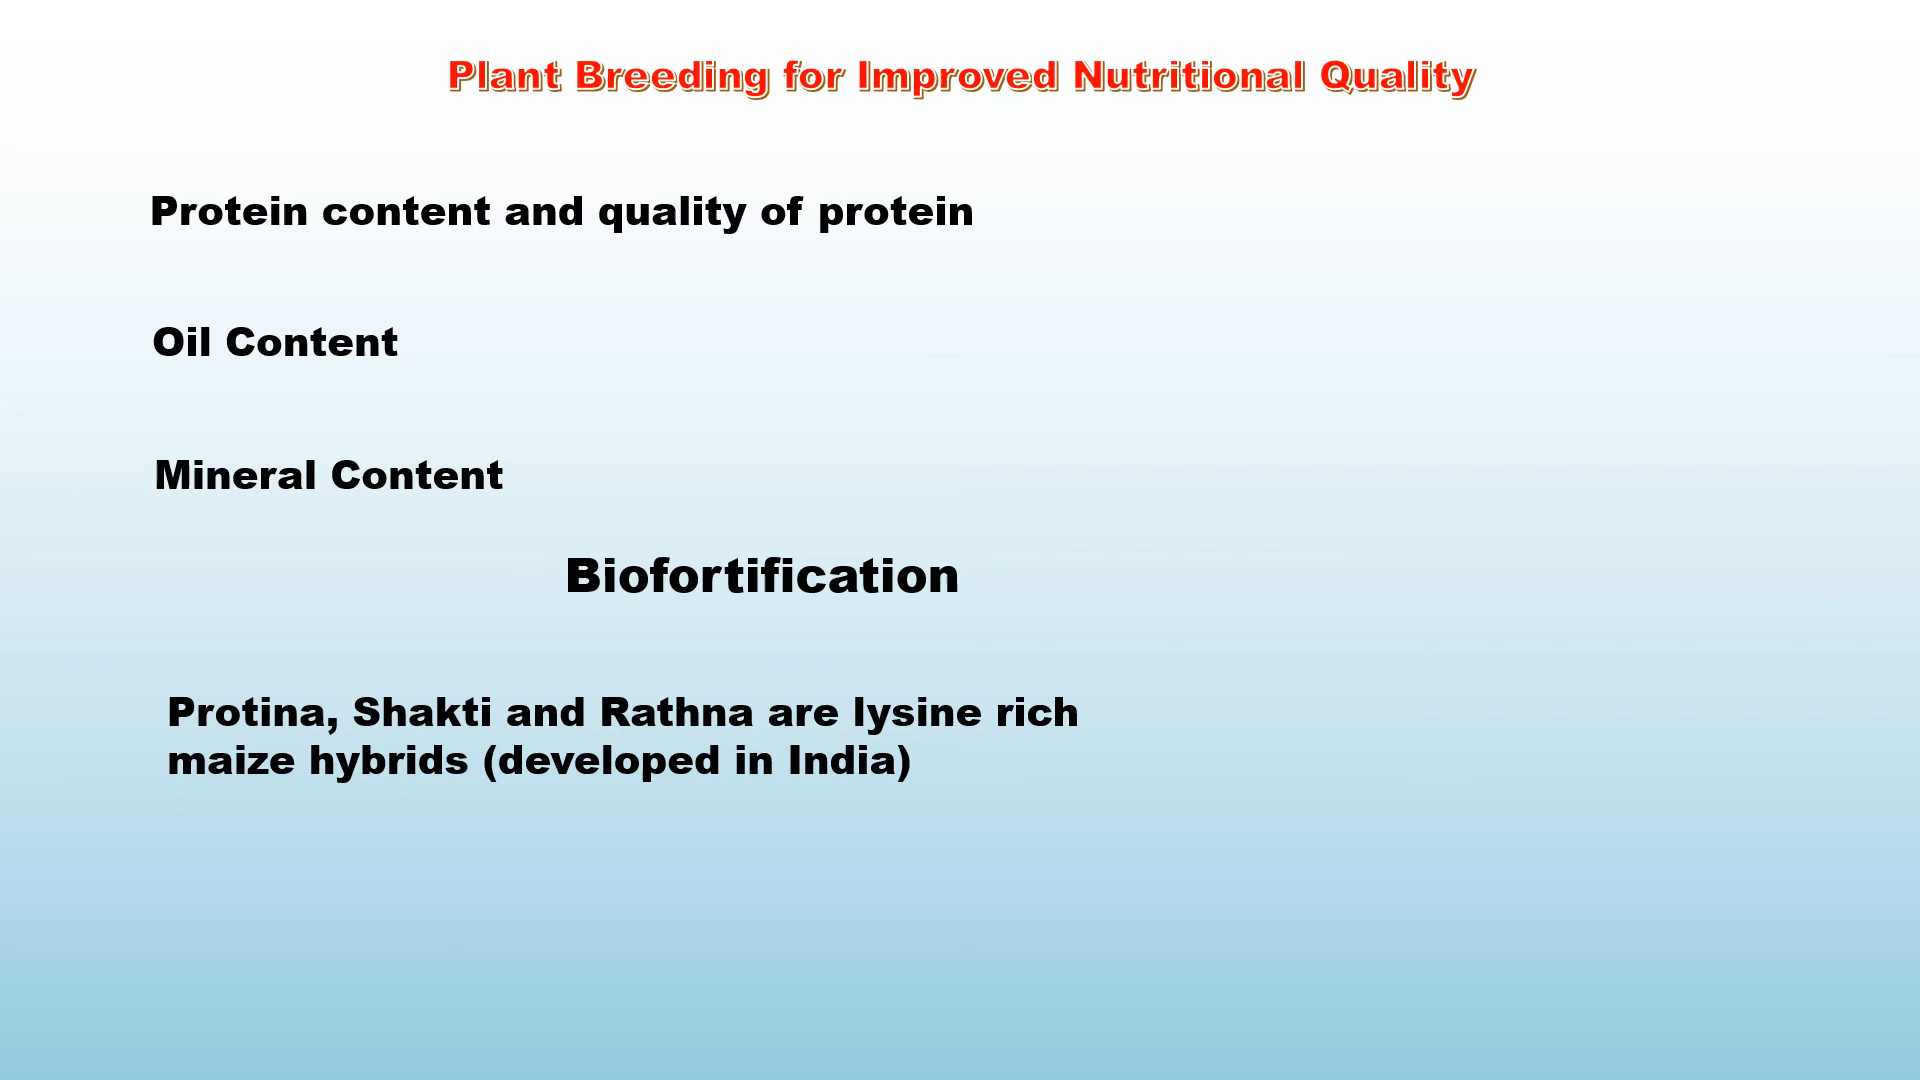 Plant Breeding for Improved Nutritional Quality
Protein content and quality of protein
Oil Content
Mineral Content
Biofortification
Protina, Shakti and Rathna are lysine rich
maize hybrids (developed in India)